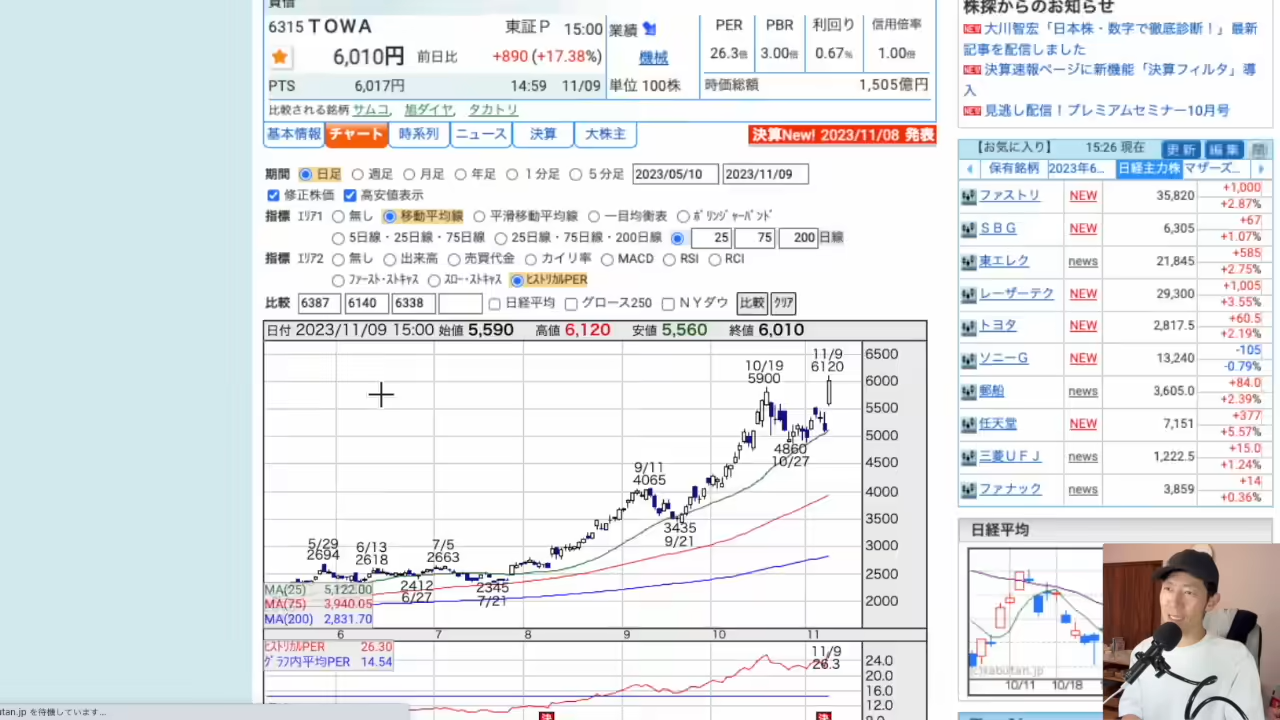 貸借
6315 TOWA
東証P 15:00
業績
6,010円 前日比 +890 (+17.38%)
機械
PTS 6,017円 14:59 11/09
単位 100株
PER PBR 利回り 信用倍率
26.3倍 3.00倍 0.67% 1.00倍
時価総額 1,505億円
比較される銘柄 サムコ, 旭ダイヤ, タカトリ
基本情報 チャート 時系列 ニュース 決算 大株主
決算New! 2023/11/08 発表
期間 日足 週足 月足 年足 1分足 5分足 2023/05/10 2023/11/09
修正株価 高安値表示
指標 エリア1 無し 移動平均線 平滑移動平均線 一目均衡表 ボリンジャーバンド
5日線・25日線・75日線 25日線・75日線・200日線 25 75 200 日線
指標 エリア2 無し 出来高 売買代金 カイリ率 MACD RSI RCI
ファースト・ストキャス スロー・ストキャス ヒストリカルPER
比較 6387 6140 6338 日経平均 グロース250 NYダウ 比較 クリア
日付 2023/11/09 15:00 始値 5,590 高値 6,120 安値 5,560 終値 6,010
11/9
6120
10/19
5900
4860
10/27
9/11
4065
3435
9/21
5/29
2694
6/13
2618
7/5
2663
2412
6/27
2345
7/21
6500
6000
5500
5000
4500
4000
3500
3000
2500
2000
MA(25) 5,122.00
MA(75) 3,940.05
MA(200) 2,831.70
6 7 8 9 10 11
ヒストリカルPER 26.30
グラフ内平均PER 14.54
11/9
26.3
24.0
20.0
16.0
12.0
8.0
決 決
utan.jp を待機しています...
株探からのお知らせ
NEW 大川智宏「日本株・数字で徹底診断！」最新
記事を配信しました
NEW 決算速報ページに新機能「決算フィルタ」導
入
NEW 見逃し配信！プレミアムセミナー10月号
【お気に入り】 15:26 現在 更新 編集
保有銘柄 2023年6... 日経主力株 マザーズ...
ファストリ NEW 35,820 +1,000 +2.87%
ＳＢＧ NEW 6,305 +67 +1.07%
東エレク news 21,845 +585 +2.75%
レーザーテク NEW 29,300 +1,005 +3.55%
トヨタ NEW 2,817.5 +60.5 +2.19%
ソニーＧ NEW 13,240 -105 -0.79%
郵船 news 3,605.0 +84.0 +2.39%
任天堂 NEW 7,151 +377 +5.57%
三菱ＵＦＪ news 1,222.5 +15.0 +1.24%
ファナック news 3,859 +14 +0.36%
日経平均
(c)kabutan.jp
10/11 10/18